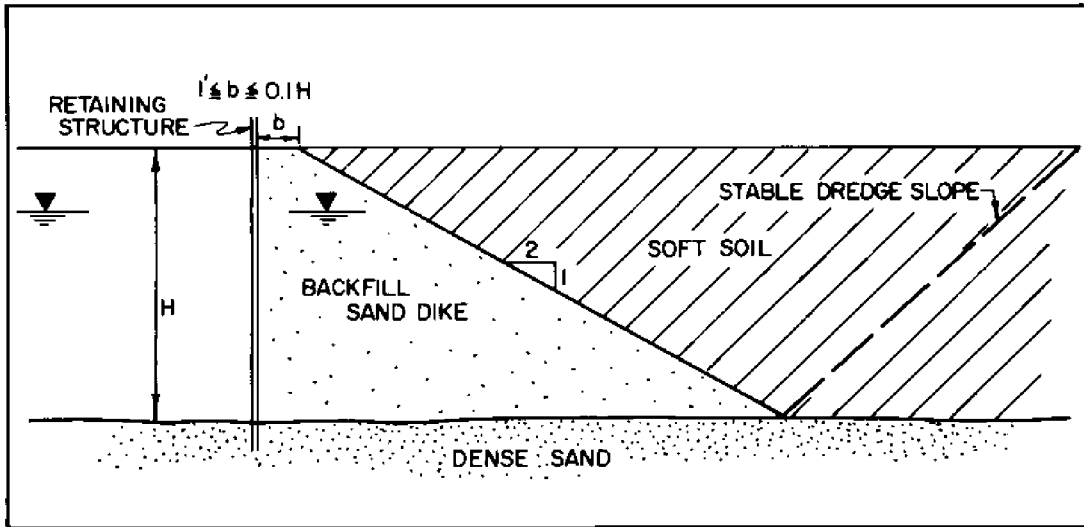 1' ≦ b ≦ 0.1H
RETAINING
STRUCTURE
b
STABLE DREDGE SLOPE
2
1
SOFT SOIL
BACKFILL
SAND DIKE
H
DENSE SAND